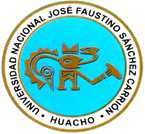 UNIVERSIDAD NACIONAL JOSÉ FAUSTINO SÁNCHEZ CARRIÓN
· HUACHO ·